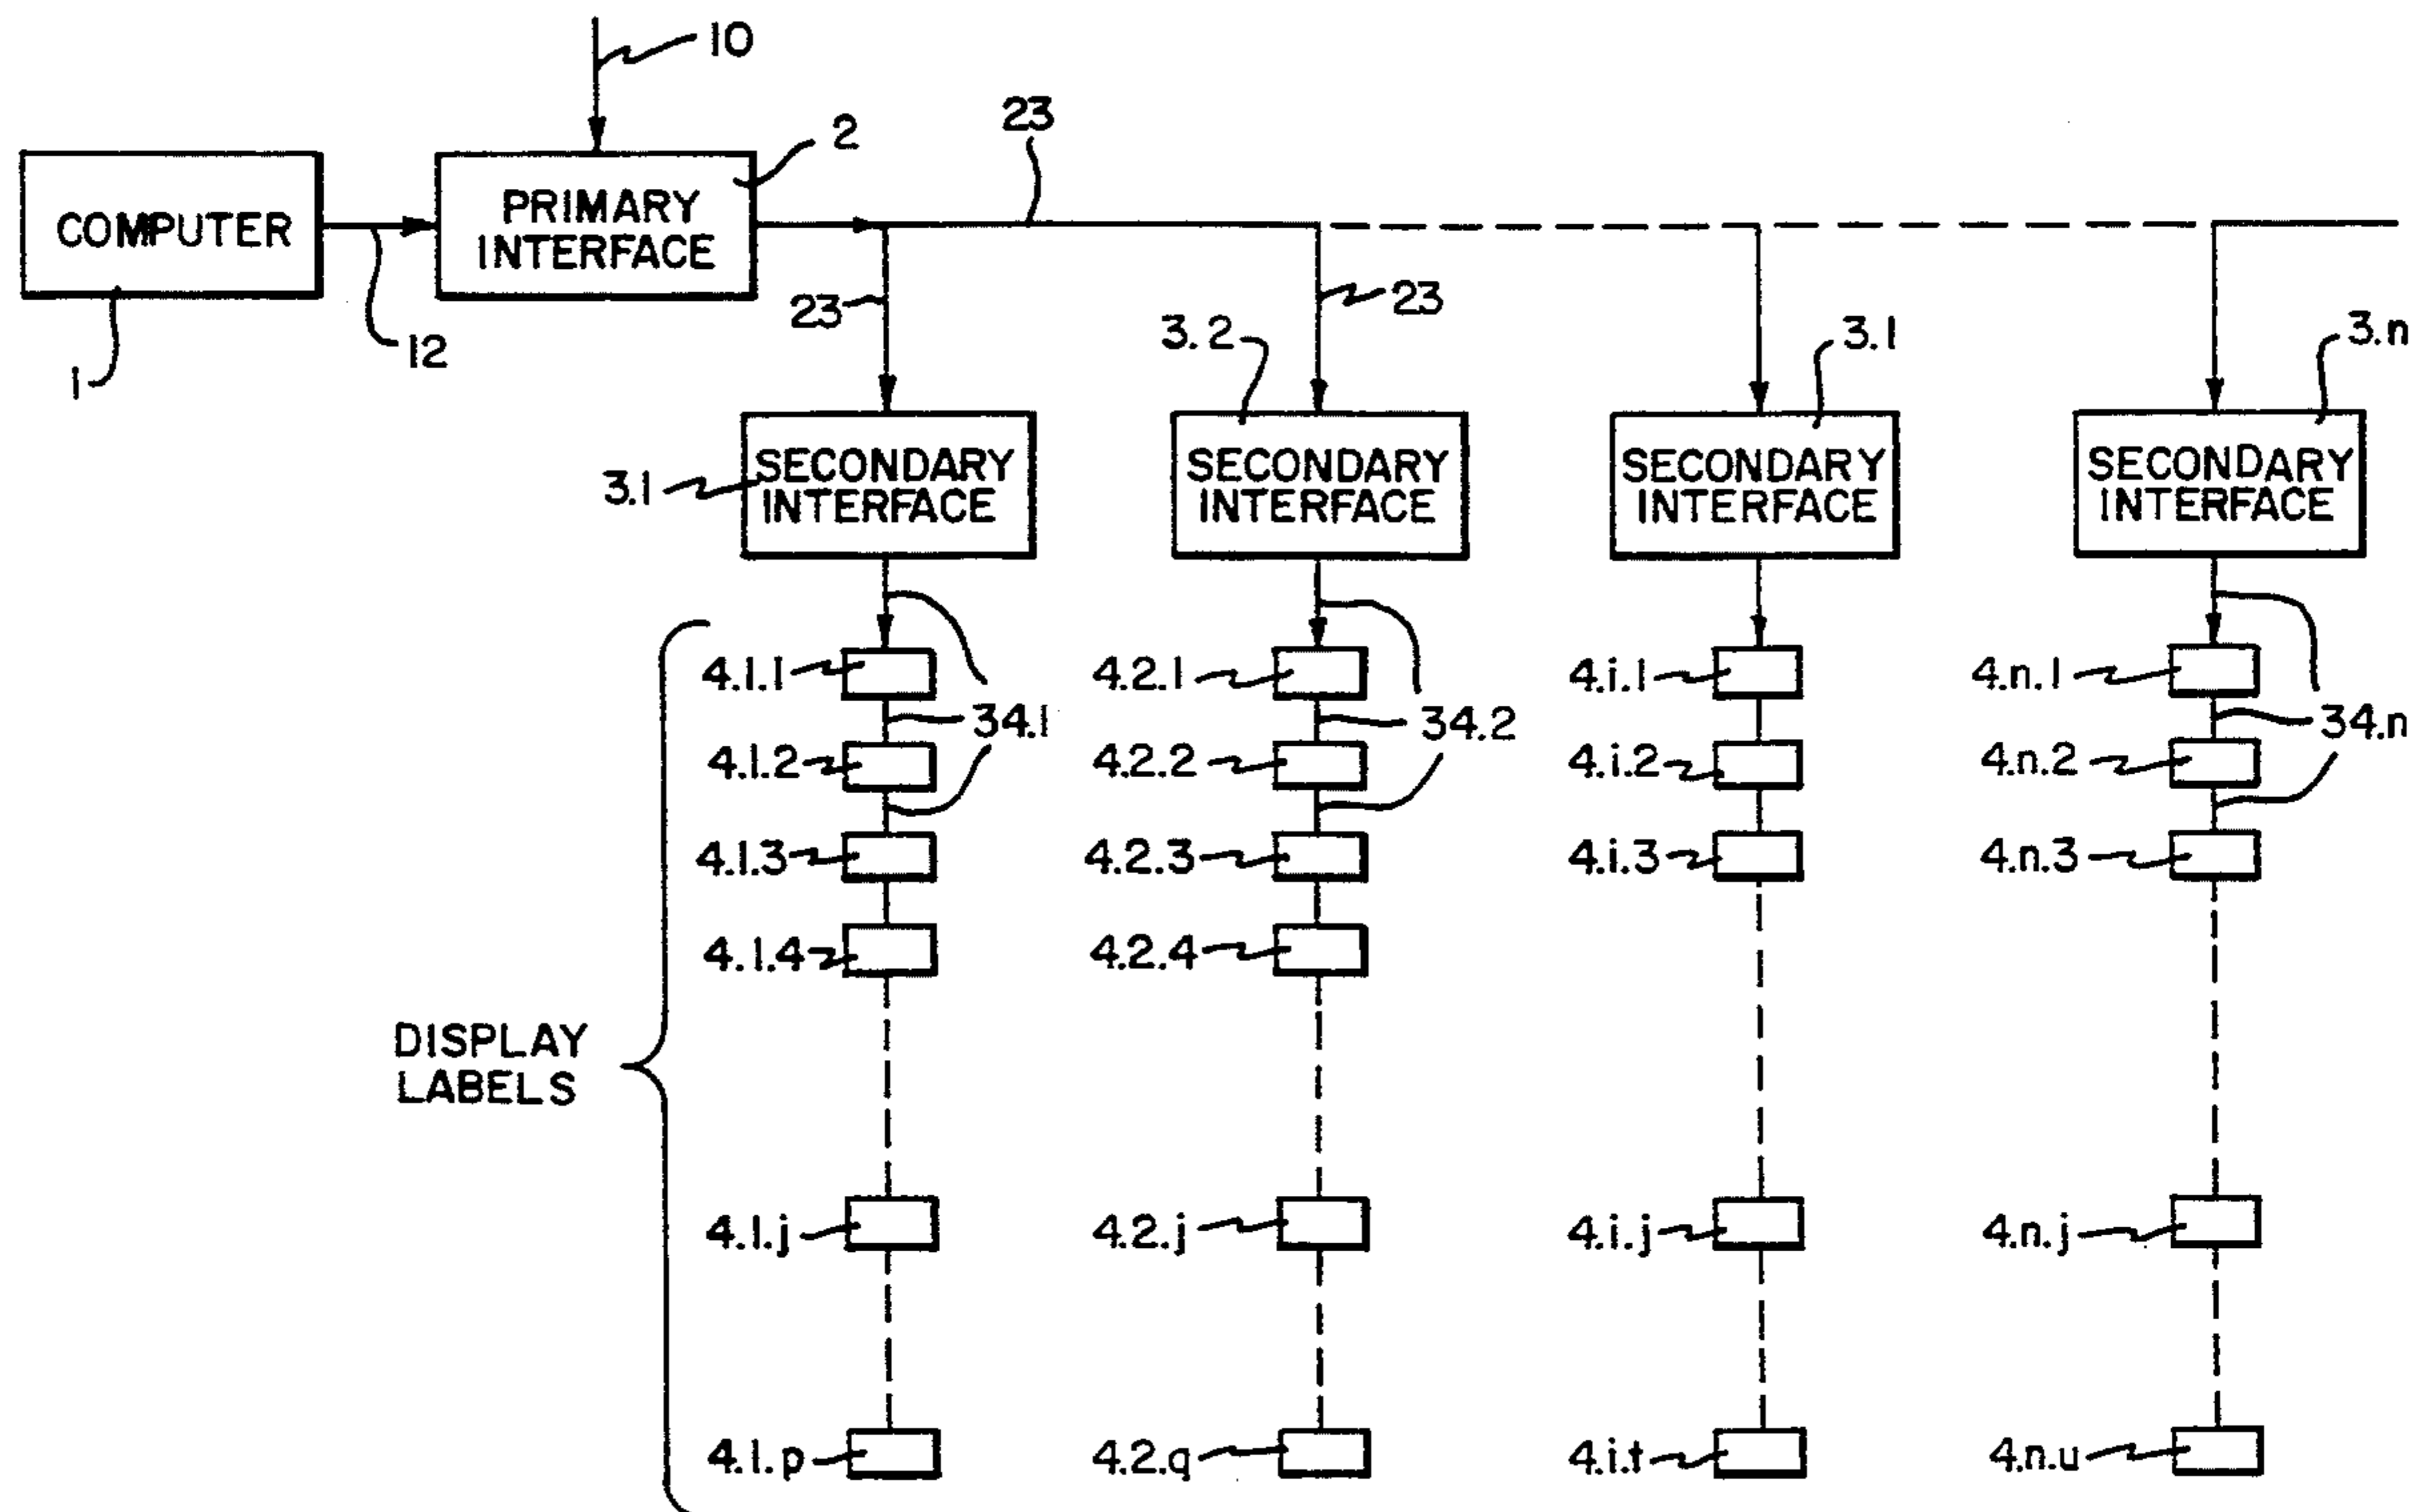 10
23
2
COMPUTER
PRIMARY
INTERFACE
23
23
12
1
3.2
3.1
3.n
3.1
SECONDARY
INTERFACE
SECONDARY
INTERFACE
SECONDARY
INTERFACE
SECONDARY
INTERFACE
4.1.1
4.2.1
4.i.1
4.n.1
34.1
34.2
34.n
4.1.2
4.2.2
4.i.2
4.n.2
4.1.3
4.2.3
4.i.3
4.n.3
4.1.4
4.2.4
DISPLAY
LABELS
4.1.j
4.2.j
4.i.j
4.n.j
4.1.p
4.2.q
4.i.t
4.n.u